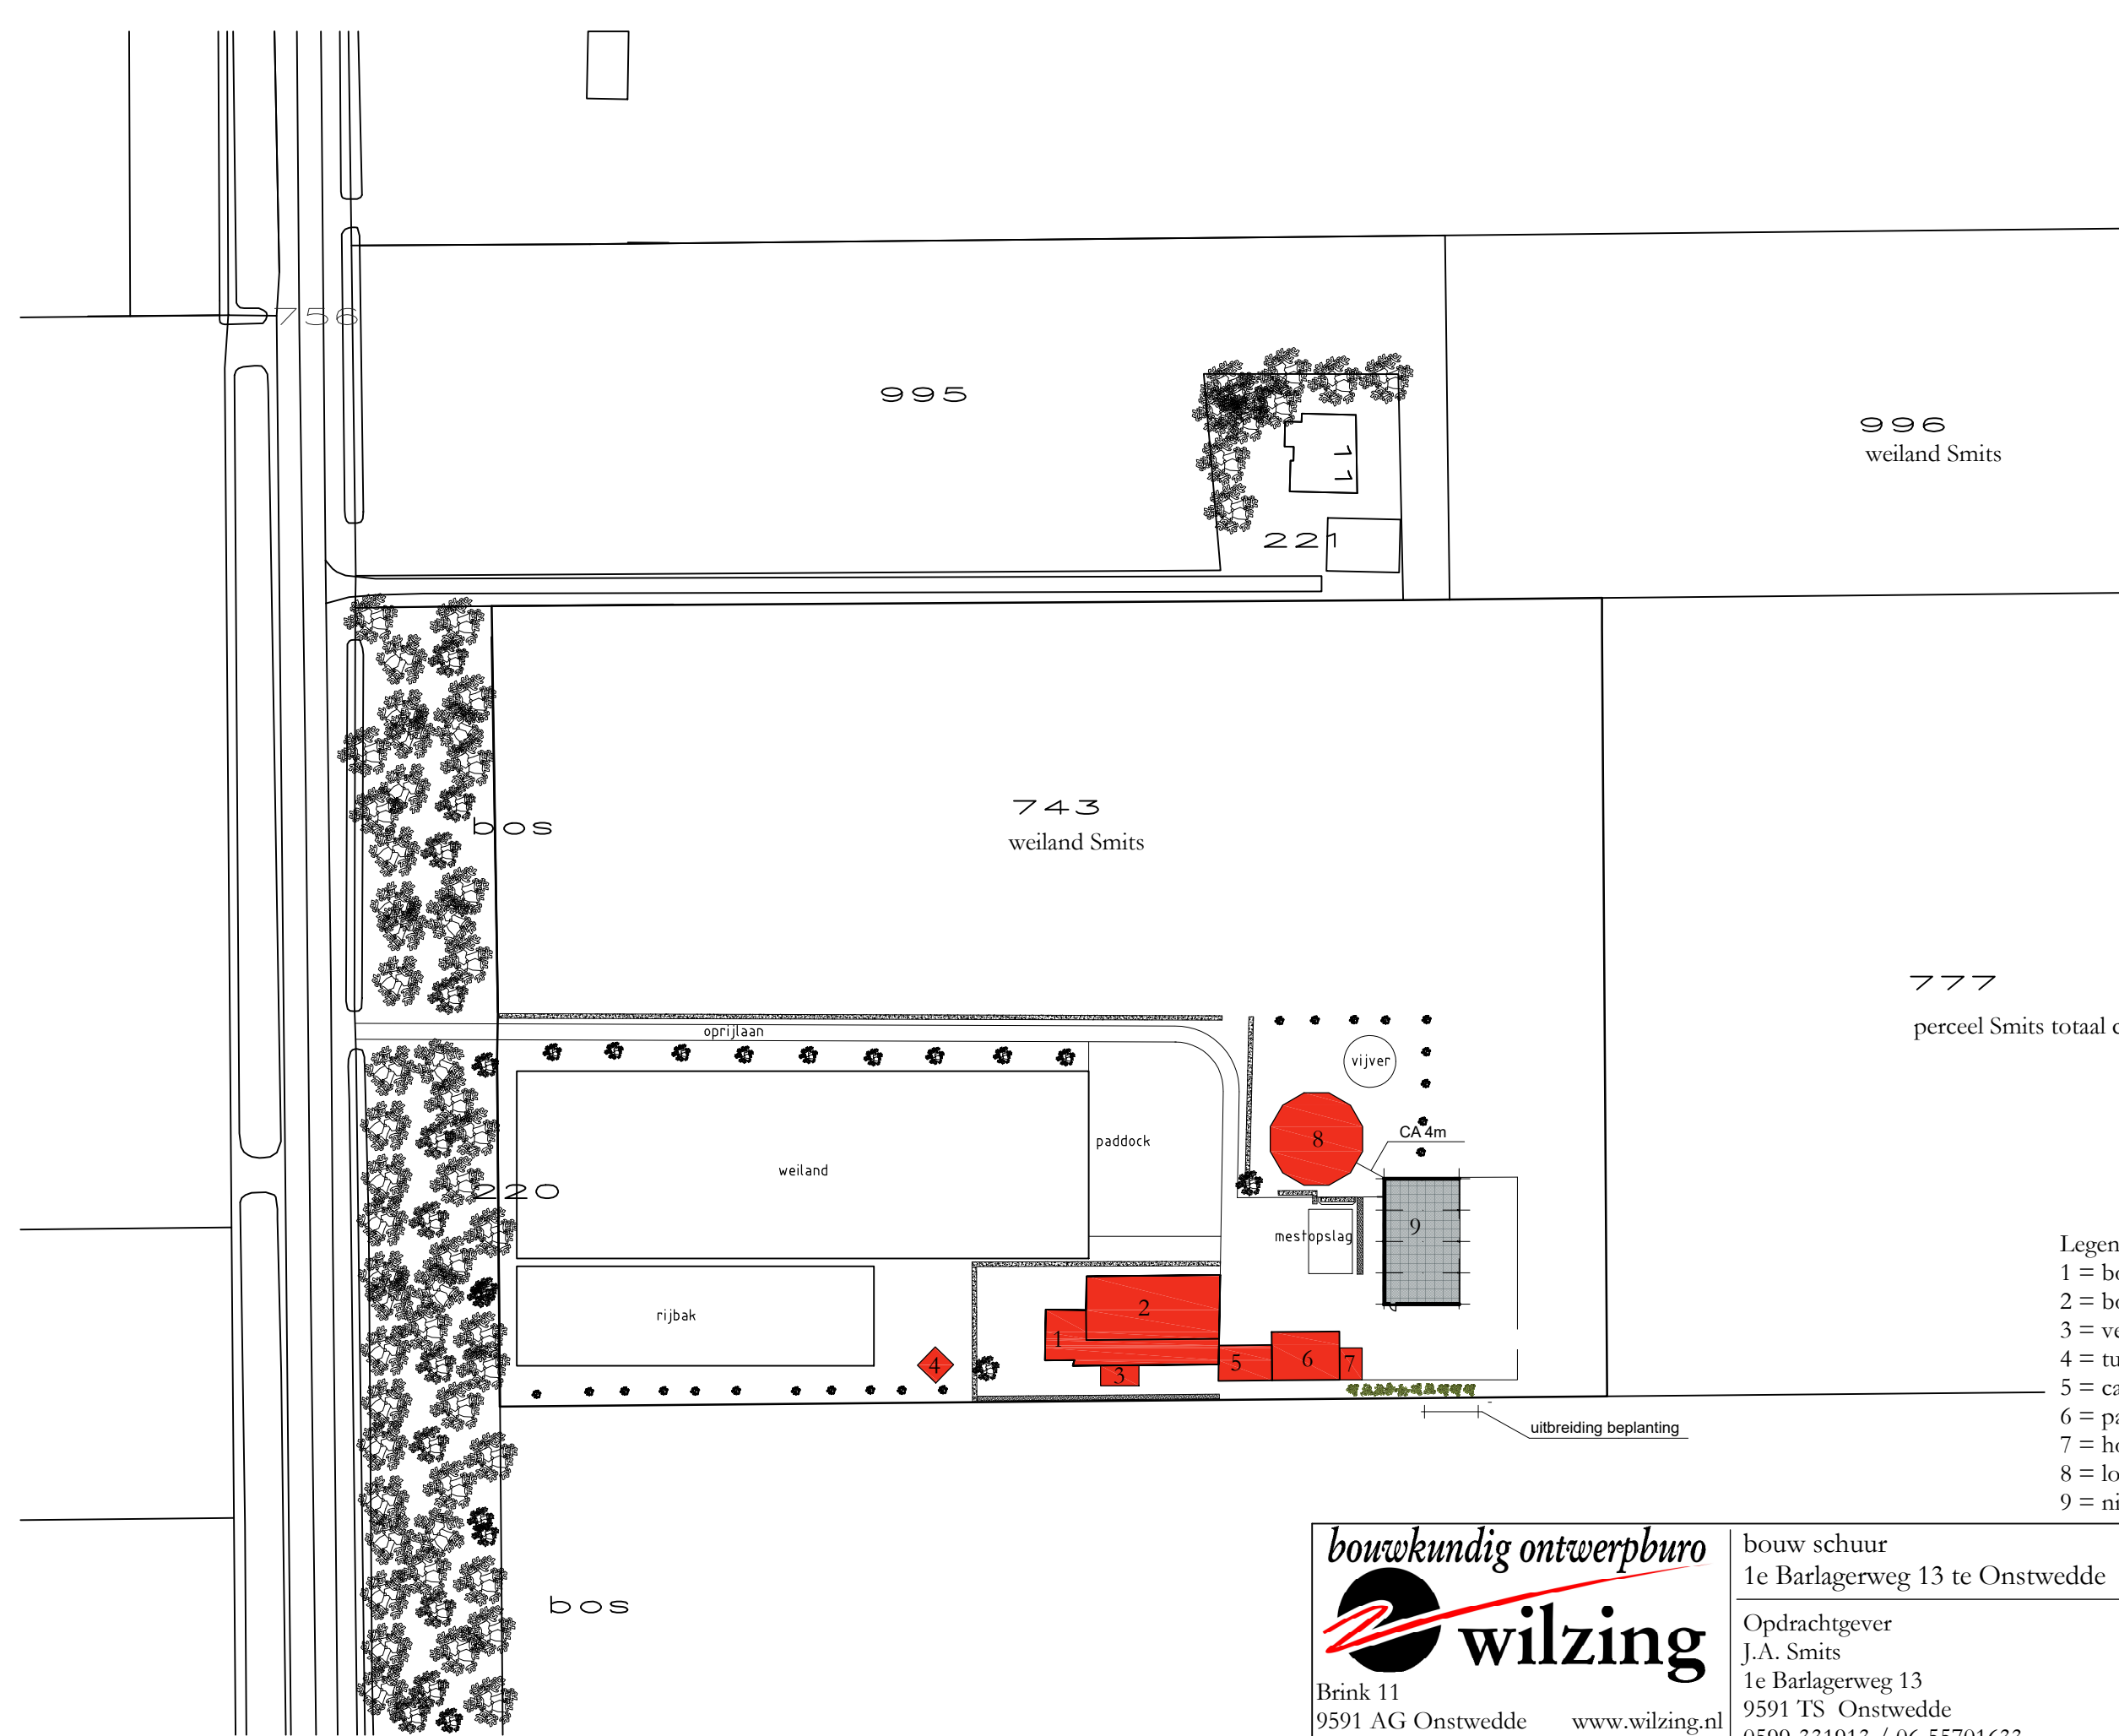 756
995
996
weiland Smits
11
221
bos
743
weiland Smits
777
perceel Smits totaal
oprijlaan
vijver
paddock
8
CA 4m
weiland
220
mestopslag
9
rijbak
2
1
3
4
5
6
7
uitbreiding beplanting
bos
1 =
2 =
3 =
4 =
5 =
6 =
7 =
8 =
9 =
bouwkundig ontwerpburo
wilzing
Brink 11
9591 AG Onstwedde www.wilzing.nl
bouw schuur
1e Barlagerweg 13 te Onstwedde
Opdrachtgever
J.A. Smits
1e Barlagerweg 13
9591 TS Onstwedde